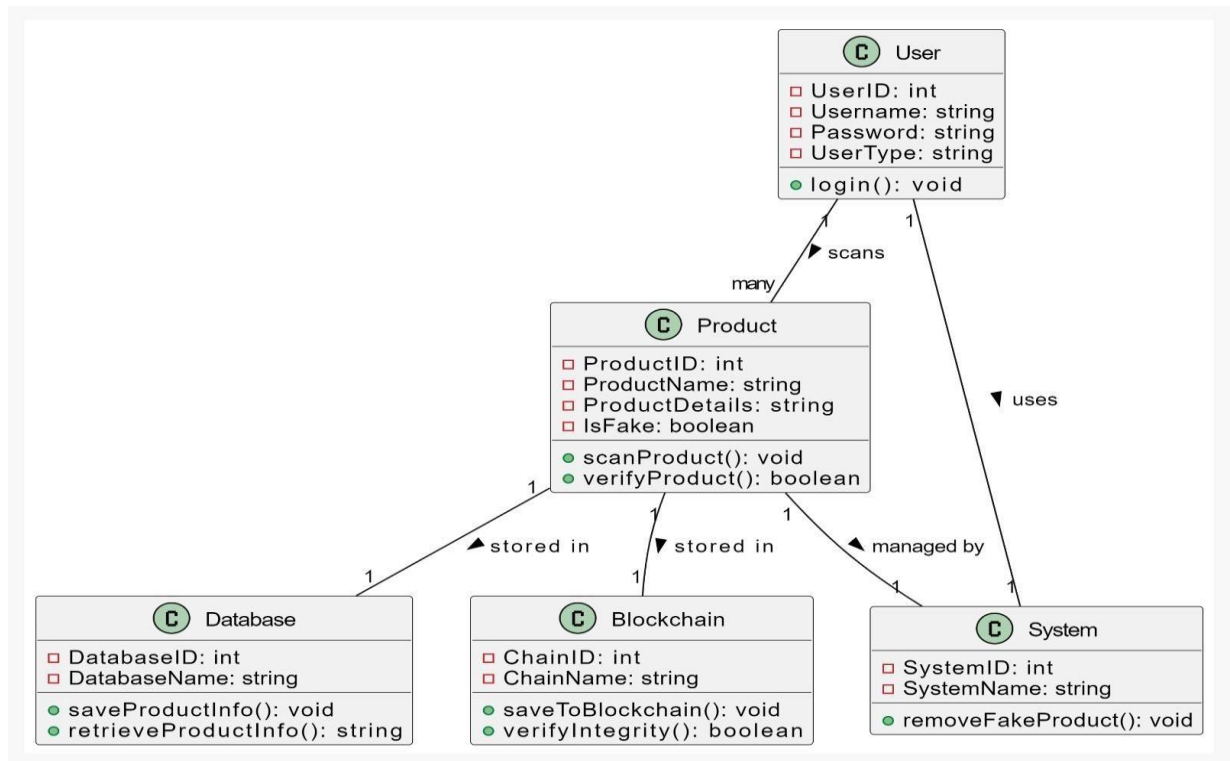 C User
UserID: int
Username: string
Password: string
UserType: string
login(): void
1
1
scans
many
C Product
ProductID: int
ProductName: string
ProductDetails: string
IsFake: boolean
scanProduct(): void
verifyProduct(): boolean
uses
1
1
1
stored in
stored in
managed by
1
1
1
1
C Database
DatabaseID: int
DatabaseName: string
saveProductInfo(): void
retrieveProductInfo(): string
C Blockchain
ChainID: int
ChainName: string
saveToBlockchain(): void
verifyIntegrity(): boolean
C System
SystemID: int
SystemName: string
removeFakeProduct(): void